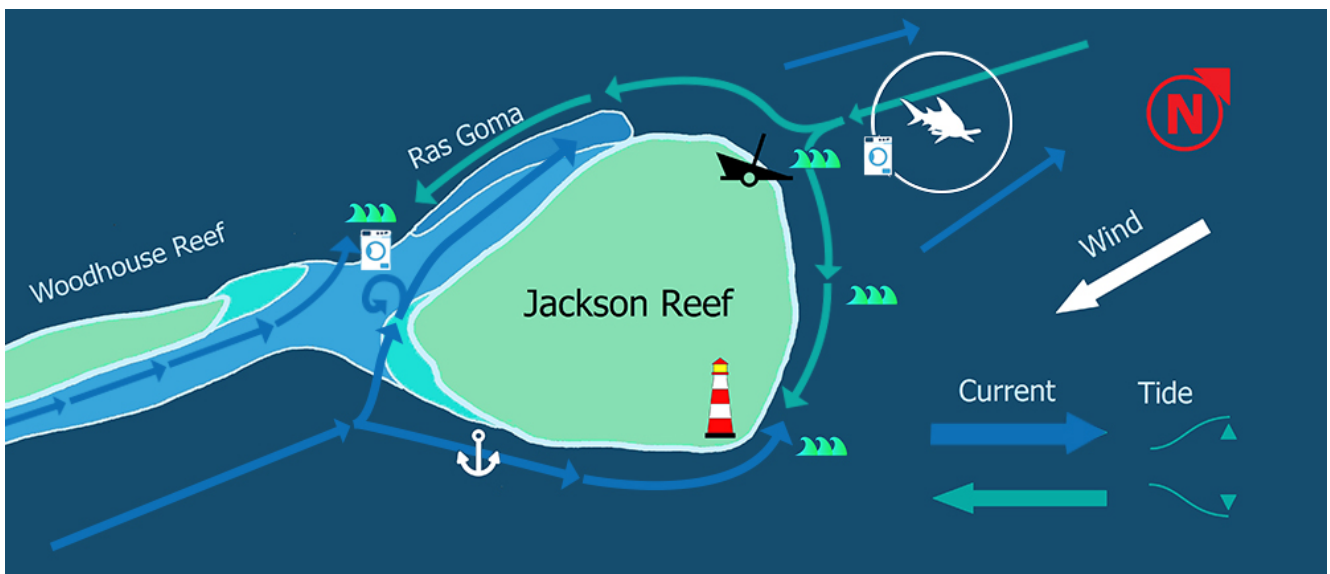 Ras Goma
N
Woodhouse Reef
Wind
Jackson Reef
Current
Tide